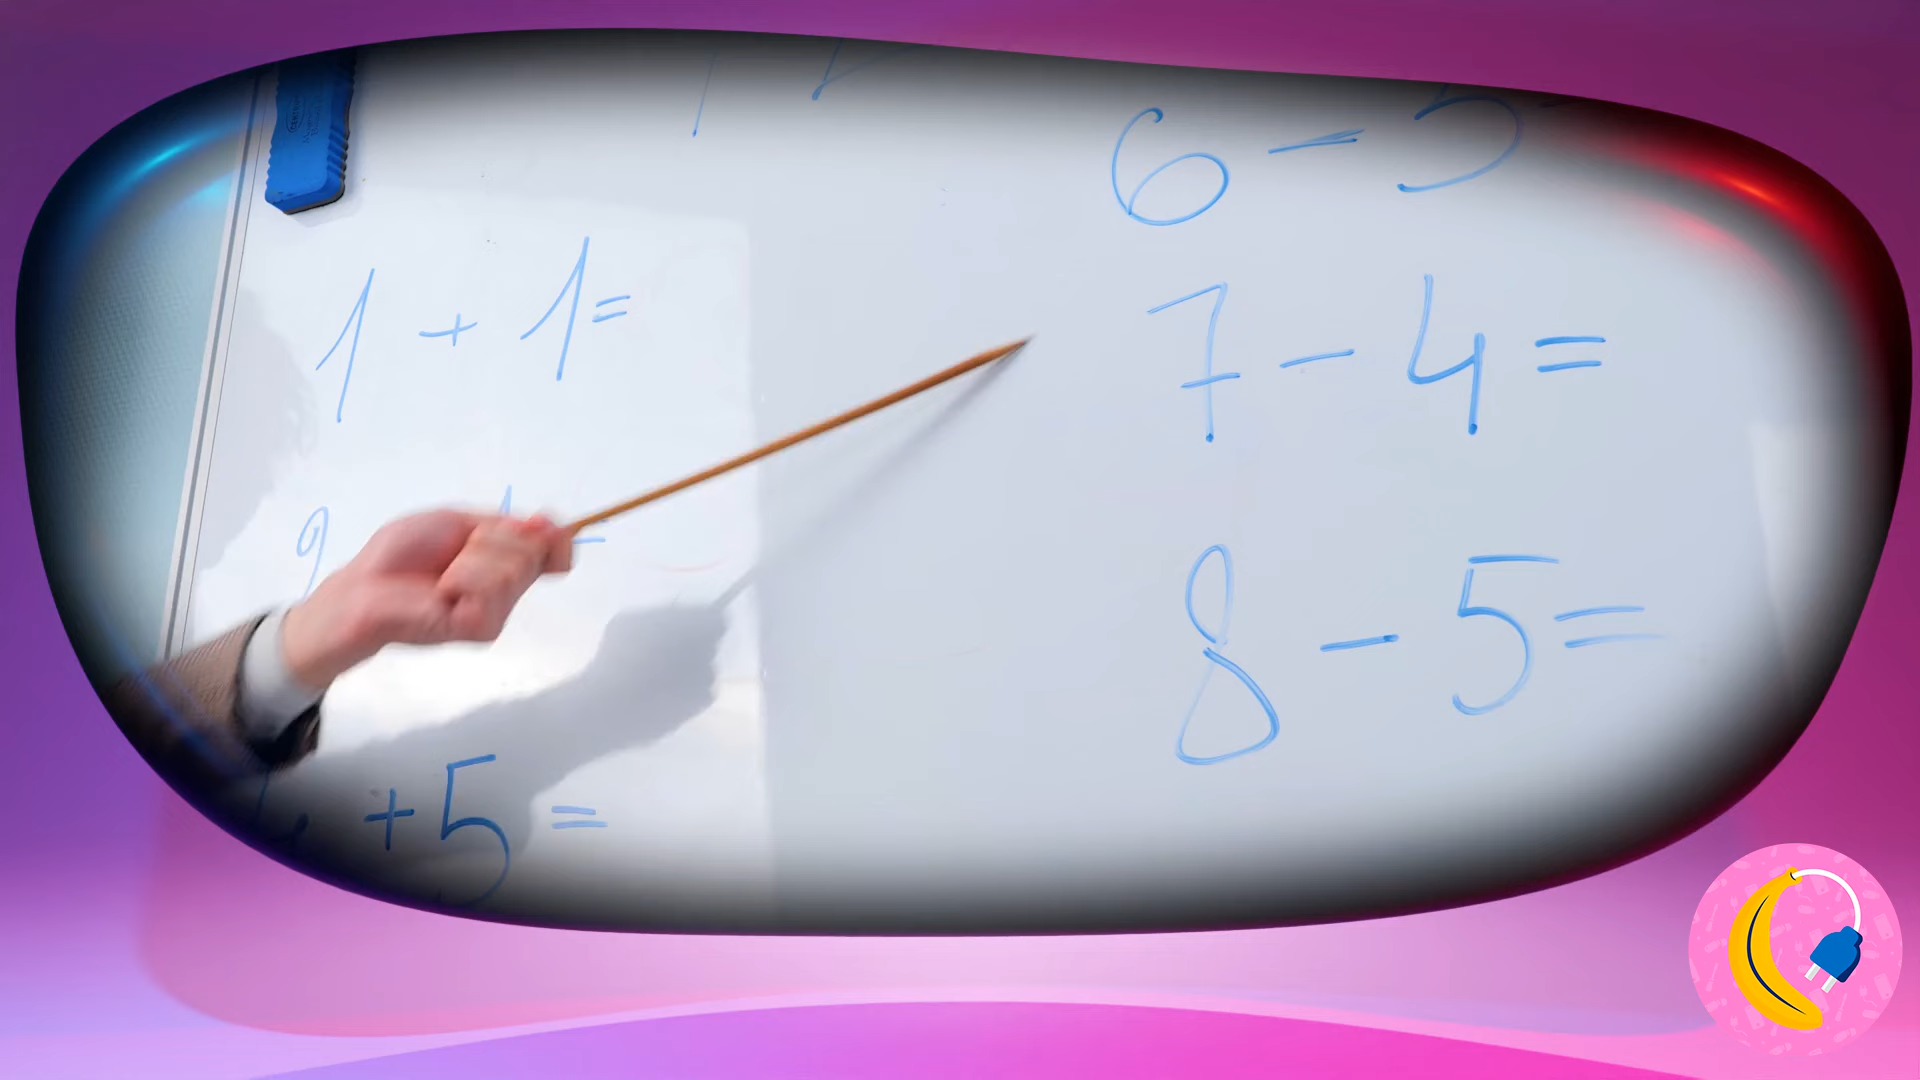 6 - 5
1 + 1 =
7 - 4 =
8 - 5 =
+ 5 =